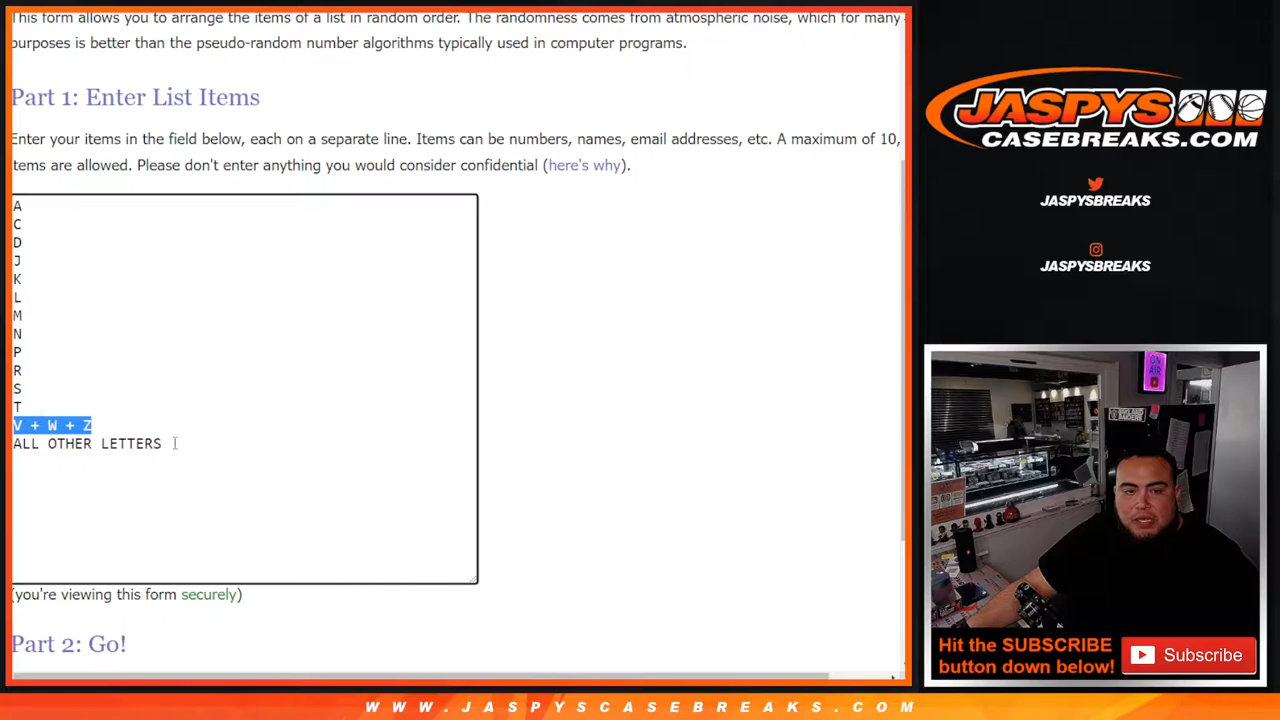 This form allows you to arrange the items of a list in random order. The randomness comes from atmospheric noise, which for many
purposes is better than the pseudo-random number algorithms typically used in computer programs.
Part 1: Enter List Items
Enter your items in the field below, each on a separate line. Items can be numbers, names, email addresses, etc. A maximum of 10,
items are allowed. Please don't enter anything you would consider confidential (here's why).
A
C
D
J
K
L
M
N
P
R
S
T
V + W + Z
ALL OTHER LETTERS
(you're viewing this form securely)
Part 2: Go!
JASPYS
CASEBREAKS.COM
JASPYSBREAKS
JASPYSBREAKS
ON
AIR
Hit the SUBSCRIBE
button down below!
Subscribe
WWW.JASPYSCASEBREAKS.COM